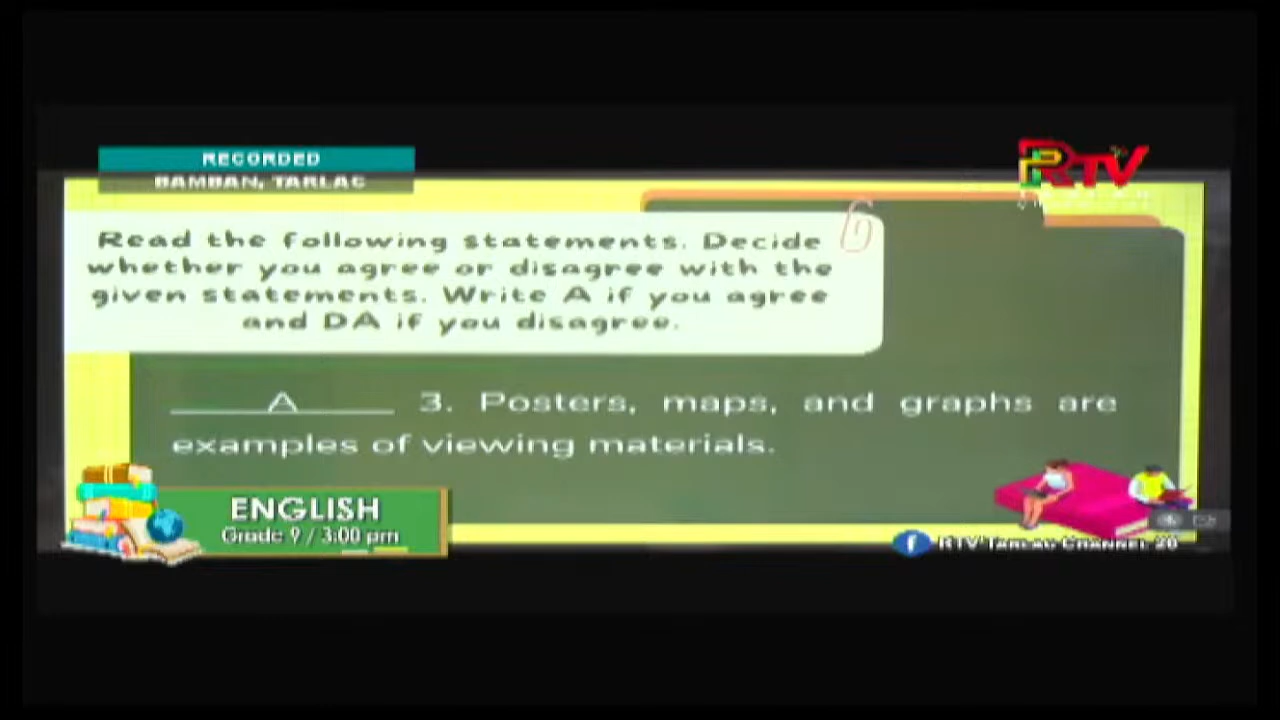 RECORDED
BAMBAN, TARLAC
RTV
Read the following statements. Decide
whether you agree or disagree with the
given statements. Write A if you agree
and DA if you disagree.
A 3. Posters, maps, and graphs are
examples of viewing materials.
ENGLISH
Grade 9 / 3:00 pm
f RTV TARLAC CHANNEL 26